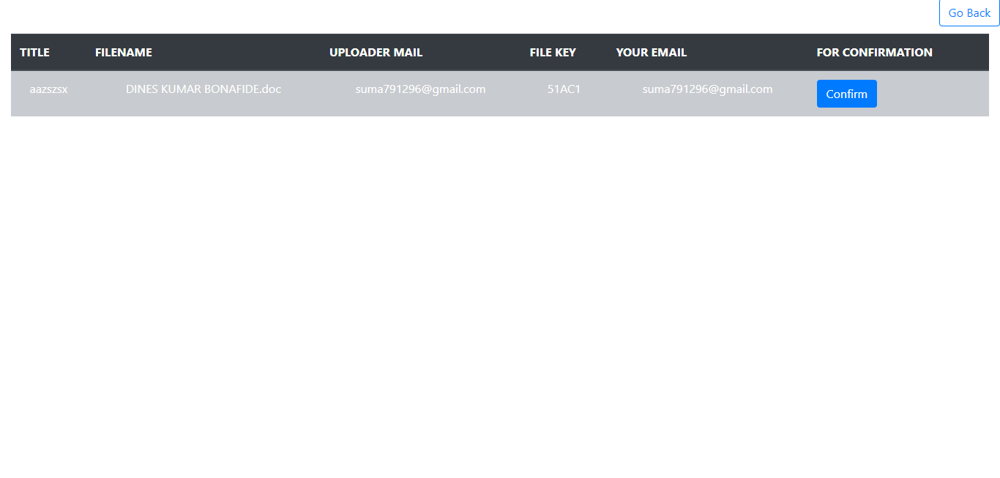 Go Back
TITLE FILENAME UPLOADER MAIL FILE KEY YOUR EMAIL FOR CONFIRMATION
aazszsx DINES KUMAR BONAFIDE.doc suma791296@gmail.com 51AC1 suma791296@gmail.com Confirm